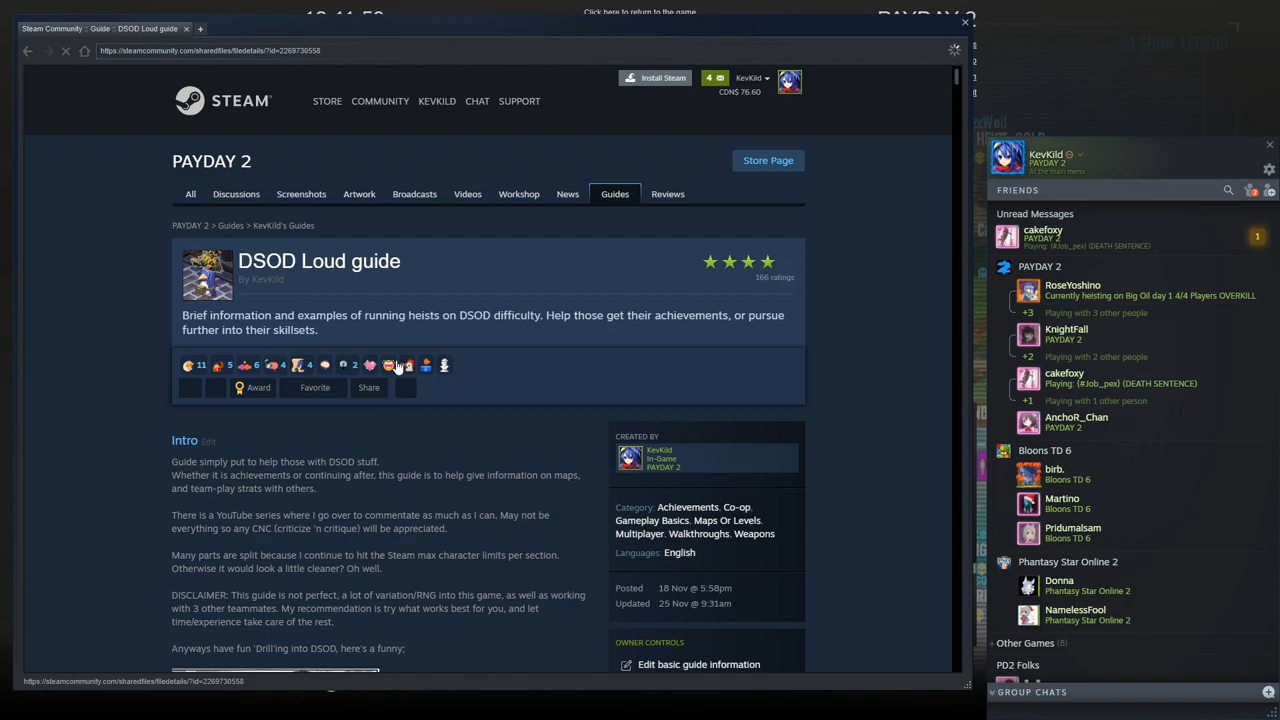 Click here to return to the game
Steam Community :: Guide :: DSOD Loud guide
https://steamcommunity.com/sharedfiles/filedetails/?id=2269730558
Install Steam
4
KevKild
CDN$ 76.60
STEAM
STORE
COMMUNITY
KEVKILD
CHAT
SUPPORT
PAYDAY 2
Store Page
All
Discussions
Screenshots
Artwork
Broadcasts
Videos
Workshop
News
Guides
Reviews
PAYDAY 2 > Guides > KevKild's Guides
DSOD Loud guide
By KevKild
166 ratings
Brief information and examples of running heists on DSOD difficulty. Help those get their achievements, or pursue
further into their skillsets.
11
5
6
4
4
2
Award
Favorite
Share
Intro Edit
Guide simply put to help those with DSOD stuff.
Whether it is achievements or continuing after, this guide is to help give information on maps,
and team-play strats with others.
There is a YouTube series where I go over to commentate as much as I can. May not be
everything so any CNC (criticize 'n critique) will be appreciated.
Many parts are split because I continue to hit the Steam max character limits per section.
Otherwise it would look a little cleaner? Oh well.
DISCLAIMER: This guide is not perfect, a lot of variation/RNG into this game, as well as working
with 3 other teammates. My recommendation is try what works best for you, and let
time/experience take care of the rest.
Anyways have fun 'Drill'ing into DSOD, here's a funny;
CREATED BY
KevKild
In-Game
PAYDAY 2
Category: Achievements, Co-op,
Gameplay Basics, Maps Or Levels,
Multiplayer, Walkthroughs, Weapons
Languages: English
Posted 18 Nov @ 5:58pm
Updated 25 Nov @ 9:31am
OWNER CONTROLS
Edit basic guide information
https://steamcommunity.com/sharedfiles/filedetails/?id=2269730558
KevKild
PAYDAY 2
At the main menu
FRIENDS
2
Unread Messages
cakefoxy
PAYDAY 2
Playing: {#Job_pex} (DEATH SENTENCE)
1
PAYDAY 2
RoseYoshino
Currently heisting on Big Oil day 1 4/4 Players OVERKILL
+3 Playing with 3 other people
KnightFall
PAYDAY 2
+2 Playing with 2 other people
cakefoxy
Playing: {#Job_pex} (DEATH SENTENCE)
+1 Playing with 1 other person
AnchoR_Chan
PAYDAY 2
Bloons TD 6
birb.
Bloons TD 6
Martino
Bloons TD 6
Pridumalsam
Bloons TD 6
Phantasy Star Online 2
Donna
Phantasy Star Online 2
NamelessFool
Phantasy Star Online 2
Other Games (8)
PD2 Folks
GROUP CHATS